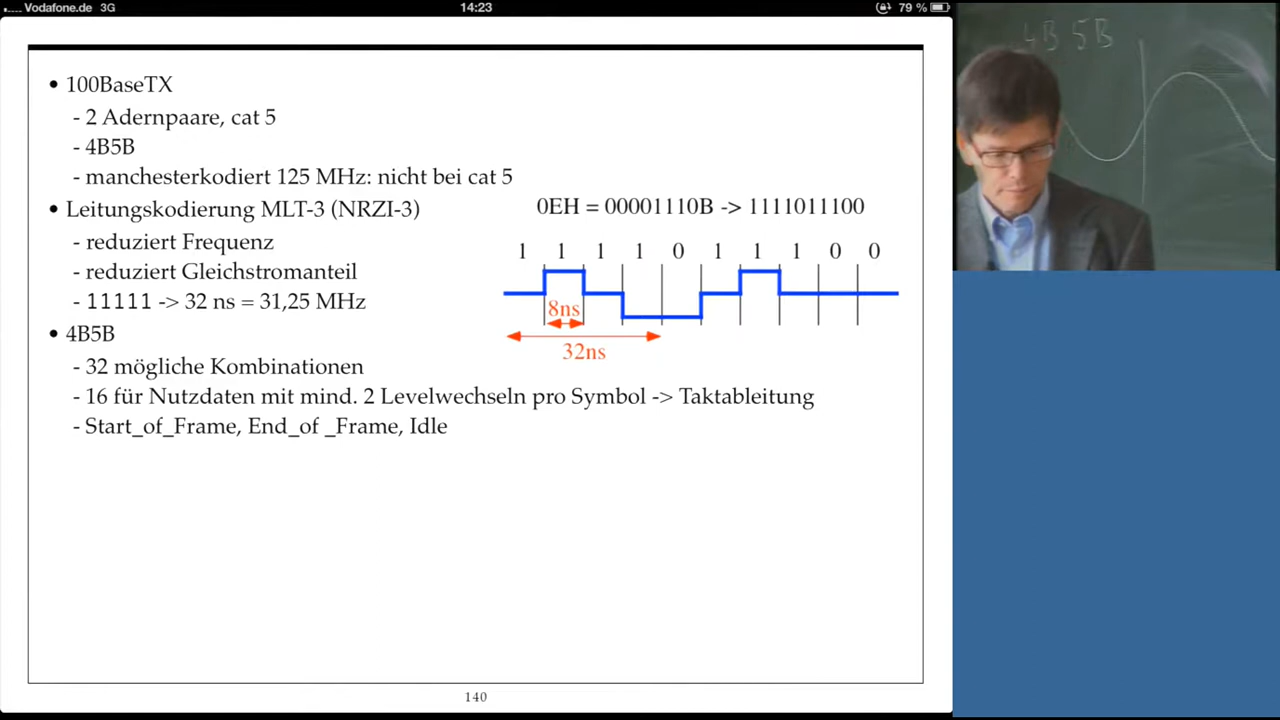 Vodafone.de 3G 14:23 79 %
• 100BaseTX
- 2 Adernpaare, cat 5
- 4B5B
- manchesterkodiert 125 MHz: nicht bei cat 5
• Leitungskodierung MLT-3 (NRZI-3)
- reduziert Frequenz
- reduziert Gleichstromanteil
- 11111 -> 32 ns = 31,25 MHz
• 4B5B
- 32 mögliche Kombinationen
- 16 für Nutzdaten mit mind. 2 Levelwechseln pro Symbol -> Taktableitung
- Start_of_Frame, End_of _Frame, Idle
0EH = 00001110B -> 1111011100
1 1 1 1 0 1 1 1 0 0
8ns
32ns
140
4B 5B